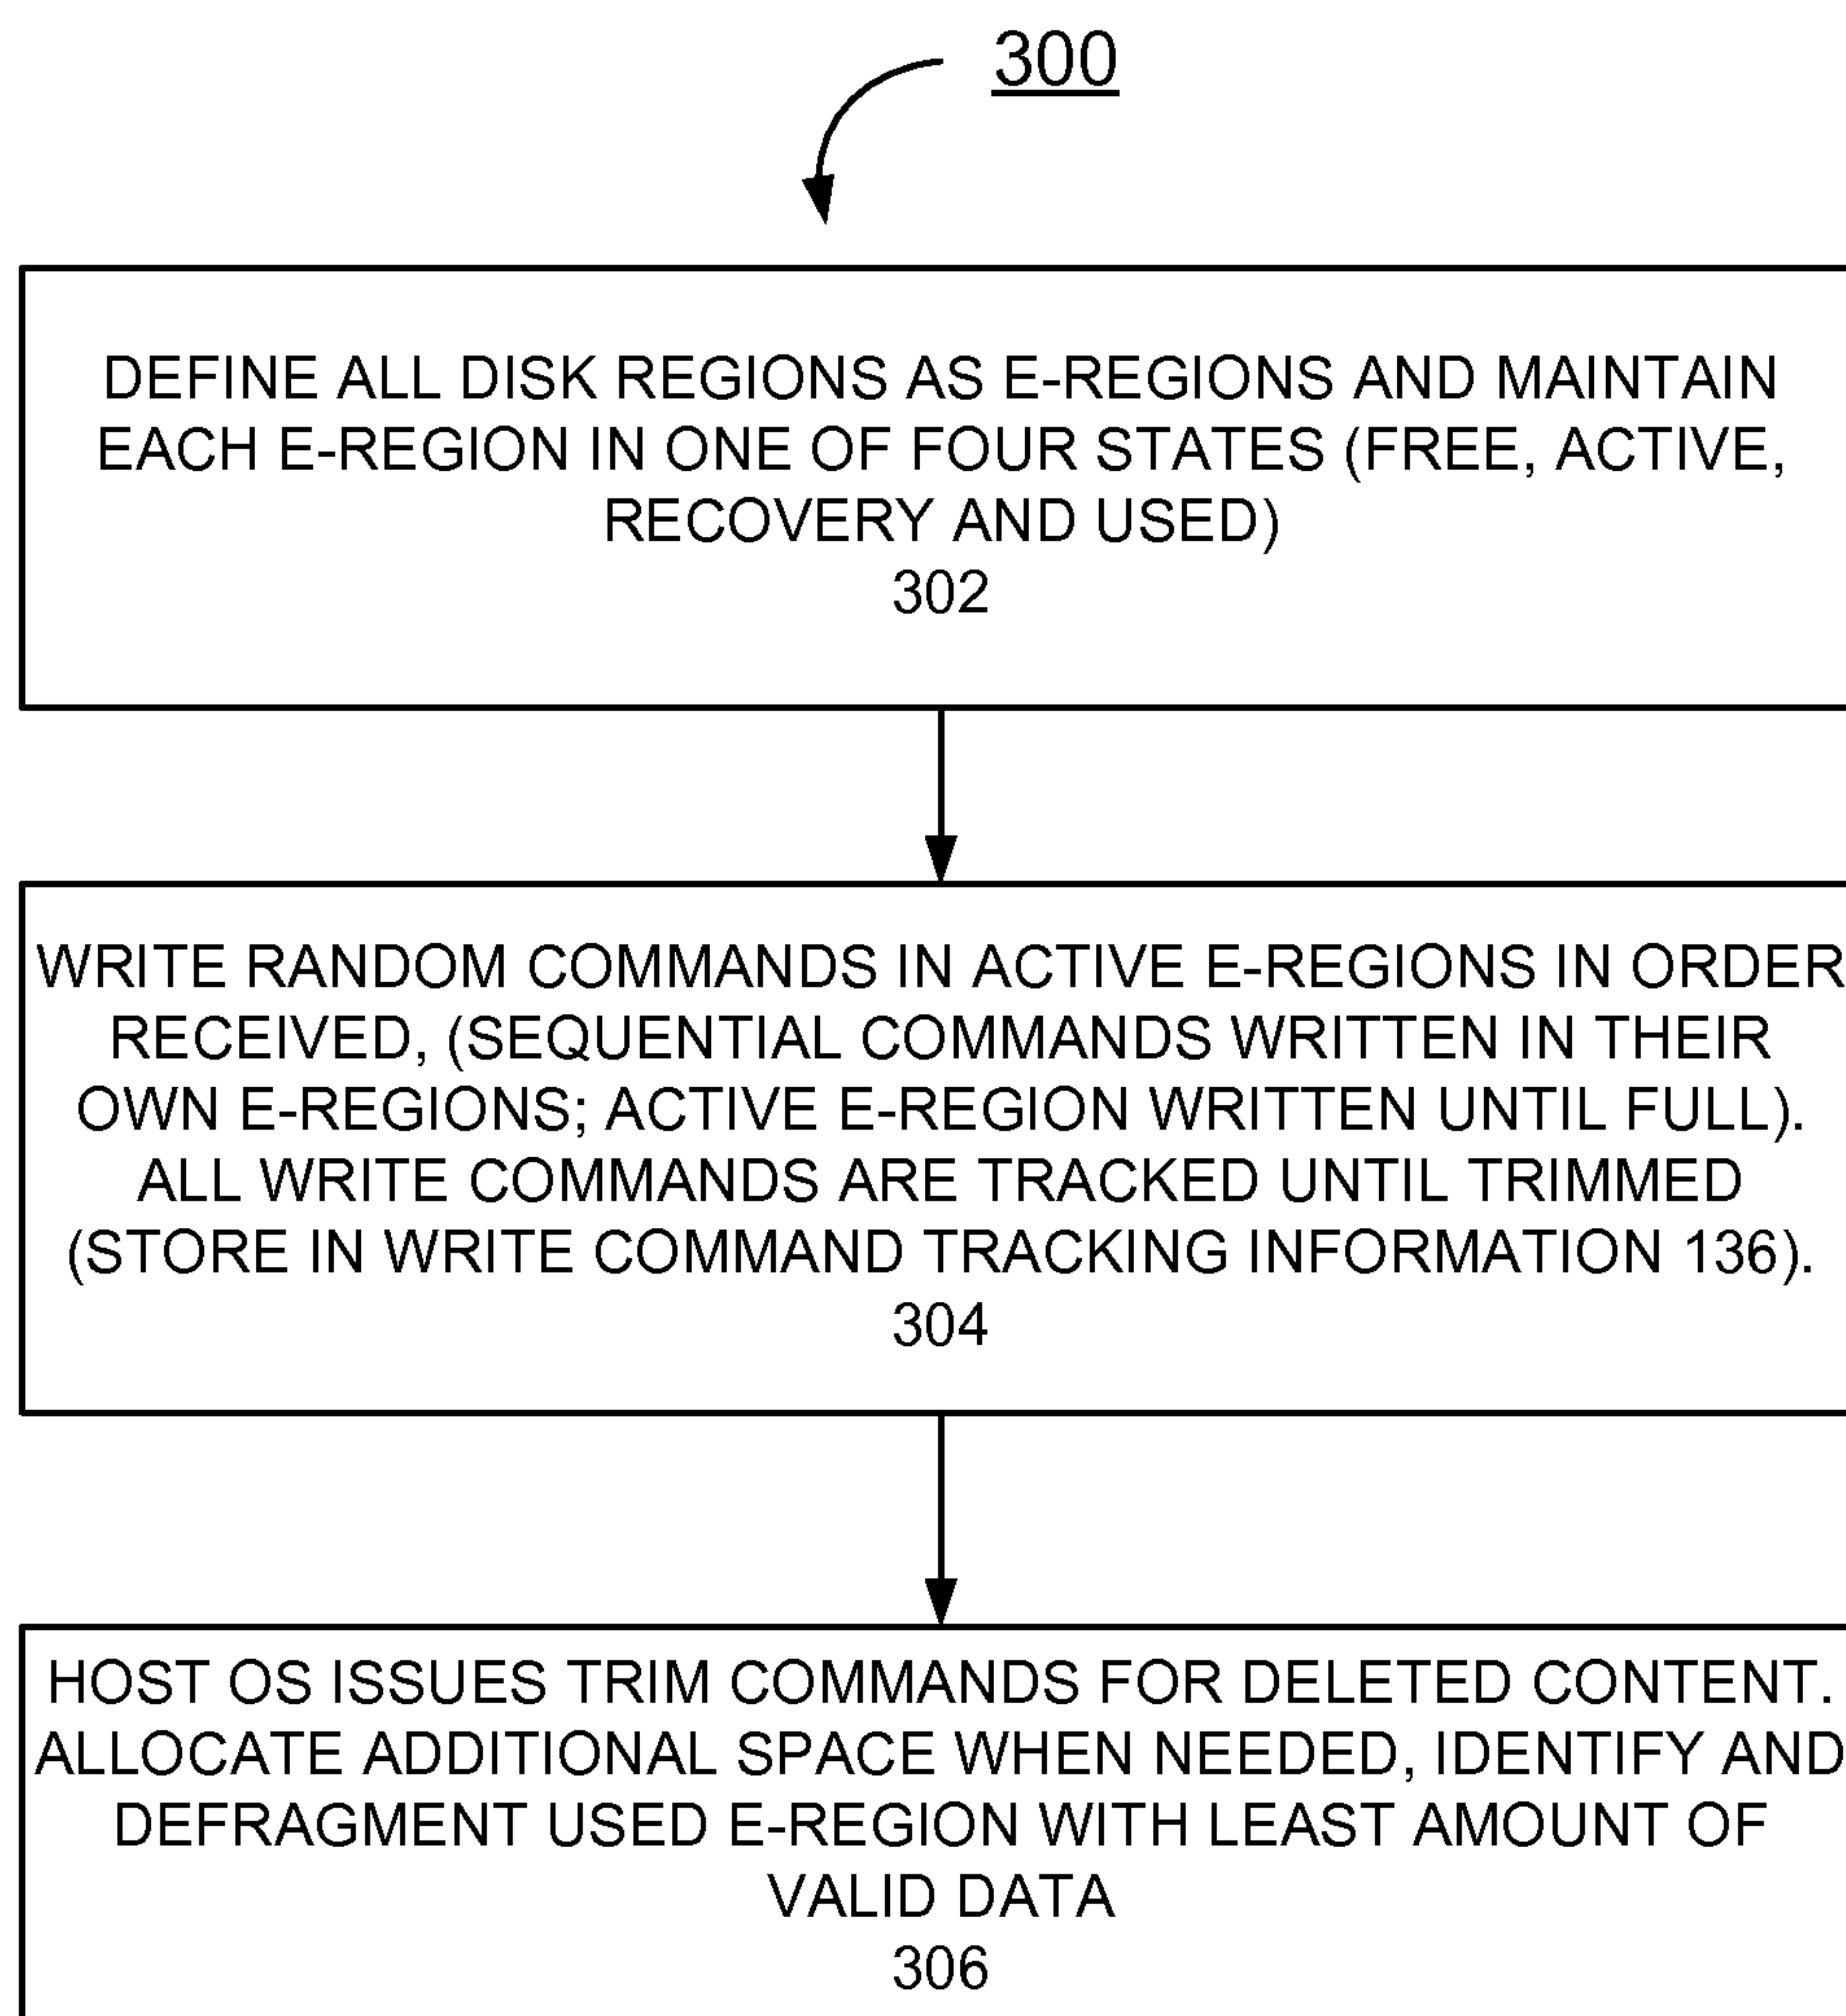 300
DEFINE ALL DISK REGIONS AS E-REGIONS AND MAINTAIN
EACH E-REGION IN ONE OF FOUR STATES (FREE, ACTIVE,
RECOVERY AND USED)
302
WRITE RANDOM COMMANDS IN ACTIVE E-REGIONS IN ORDER
RECEIVED, (SEQUENTIAL COMMANDS WRITTEN IN THEIR
OWN E-REGIONS; ACTIVE E-REGION WRITTEN UNTIL FULL).
ALL WRITE COMMANDS ARE TRACKED UNTIL TRIMMED
(STORE IN WRITE COMMAND TRACKING INFORMATION 136).
304
HOST OS ISSUES TRIM COMMANDS FOR DELETED CONTENT.
ALLOCATE ADDITIONAL SPACE WHEN NEEDED, IDENTIFY AND
DEFRAGMENT USED E-REGION WITH LEAST AMOUNT OF
VALID DATA
306